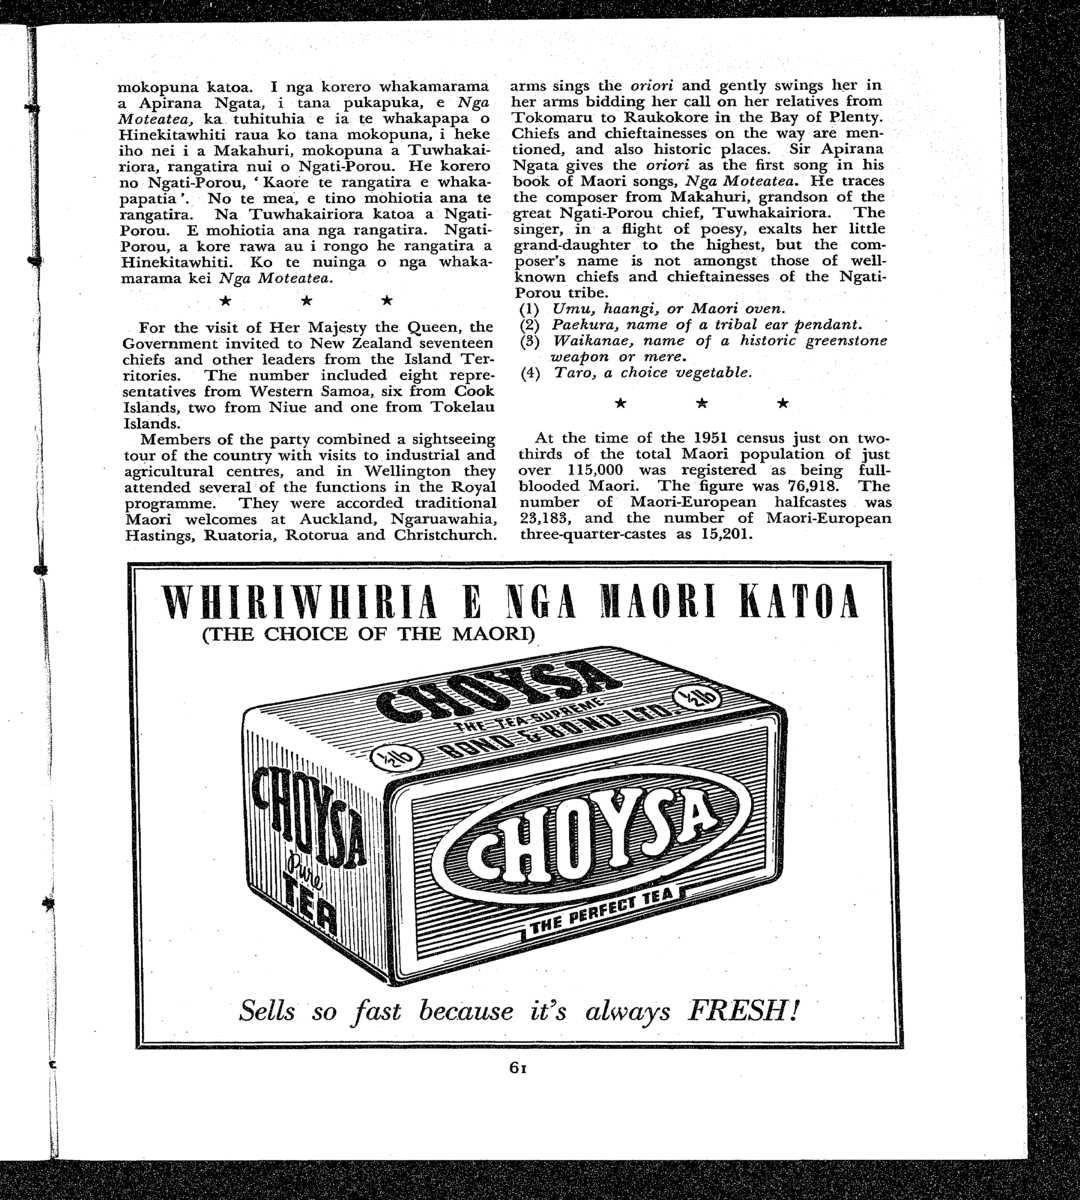 mokopuna katoa. I nga korero whakamarama
a Apirana Ngata, i tana pukapuka, e Nga
Moteatea, ka tuhituhia e ia te whakapapa o
Hinekitawhiti raua ko tana mokopuna, i heke
iho nei i a Makahuri, mokopuna a Tuwhakai-
riora, rangatira nui o Ngati-Porou. He korero
no Ngati-Porou, ‘ Kaore te rangatira e whaka-
papatia ’. No te mea, e tino mohiotia ana te
rangatira. Na Tuwhakairiora katoa a Ngati-
Porou. E mohiotia ana nga rangatira. Ngati-
Porou, a kore rawa au i rongo he rangatira a
Hinekitawhiti. Ko te nuinga o nga whaka-
marama kei Nga Moteatea.
★ ★ ★
For the visit of Her Majesty the Queen, the
Government invited to New Zealand seventeen
chiefs and other leaders from the Island Ter-
ritories. The number included eight repre-
sentatives from Western Samoa, six from Cook
Islands, two from Niue and one from Tokelau
Islands.
Members of the party combined a sightseeing
tour of the country with visits to industrial and
agricultural centres, and in Wellington they
attended several of the functions in the Royal
programme. They were accorded traditional
Maori welcomes at Auckland, Ngaruawahia,
Hastings, Ruatoria, Rotorua and Christchurch.
arms sings the oriori and gently swings her in
her arms bidding her call on her relatives from
Tokomaru to Raukokore in the Bay of Plenty.
Chiefs and chieftainesses on the way are men-
tioned, and also historic places. Sir Apirana
Ngata gives the oriori as the first song in his
book of Maori songs, Nga Moteatea. He traces
the composer from Makahuri, grandson of the
great Ngati-Porou chief, Tuwhakairiora. The
singer, in a flight of poesy, exalts her little
grand-daughter to the highest, but the com-
poser's name is not amongst those of well-
known chiefs and chieftainesses of the Ngati-
Porou tribe.
(1) Umu, haangi, or Maori oven.
(2) Paekura, name of a tribal ear pendant.
(3) Waikanae, name of a historic greenstone
weapon or mere.
(4) Taro, a choice vegetable.
★ ★ ★
At the time of the 1951 census just on two-
thirds of the total Maori population of just
over 115,000 was registered as being full-
blooded Maori. The figure was 76,918. The
number of Maori-European halfcastes was
23,183, and the number of Maori-European
three-quarter-castes as 15,201.
WHIRIWHIRIA E NGA MAORI KATOA
(THE CHOICE OF THE MAORI)
CHOYSA
THE TEA SUPREME
BOND & BOND LTD.
½lb
½lb
CHOYSA
Pure
TEA
CHOYSA
THE PERFECT TEA
Sells so fast because it's always FRESH!
61